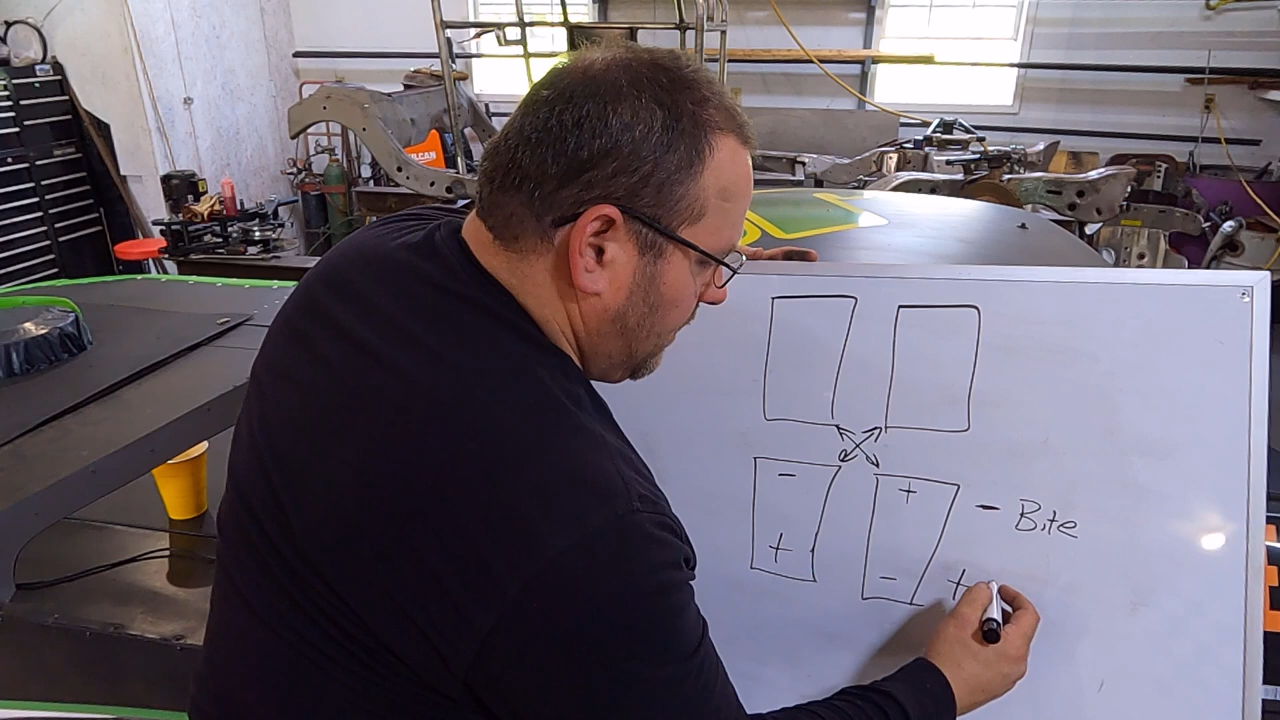 - +
- Bite
+ -
+